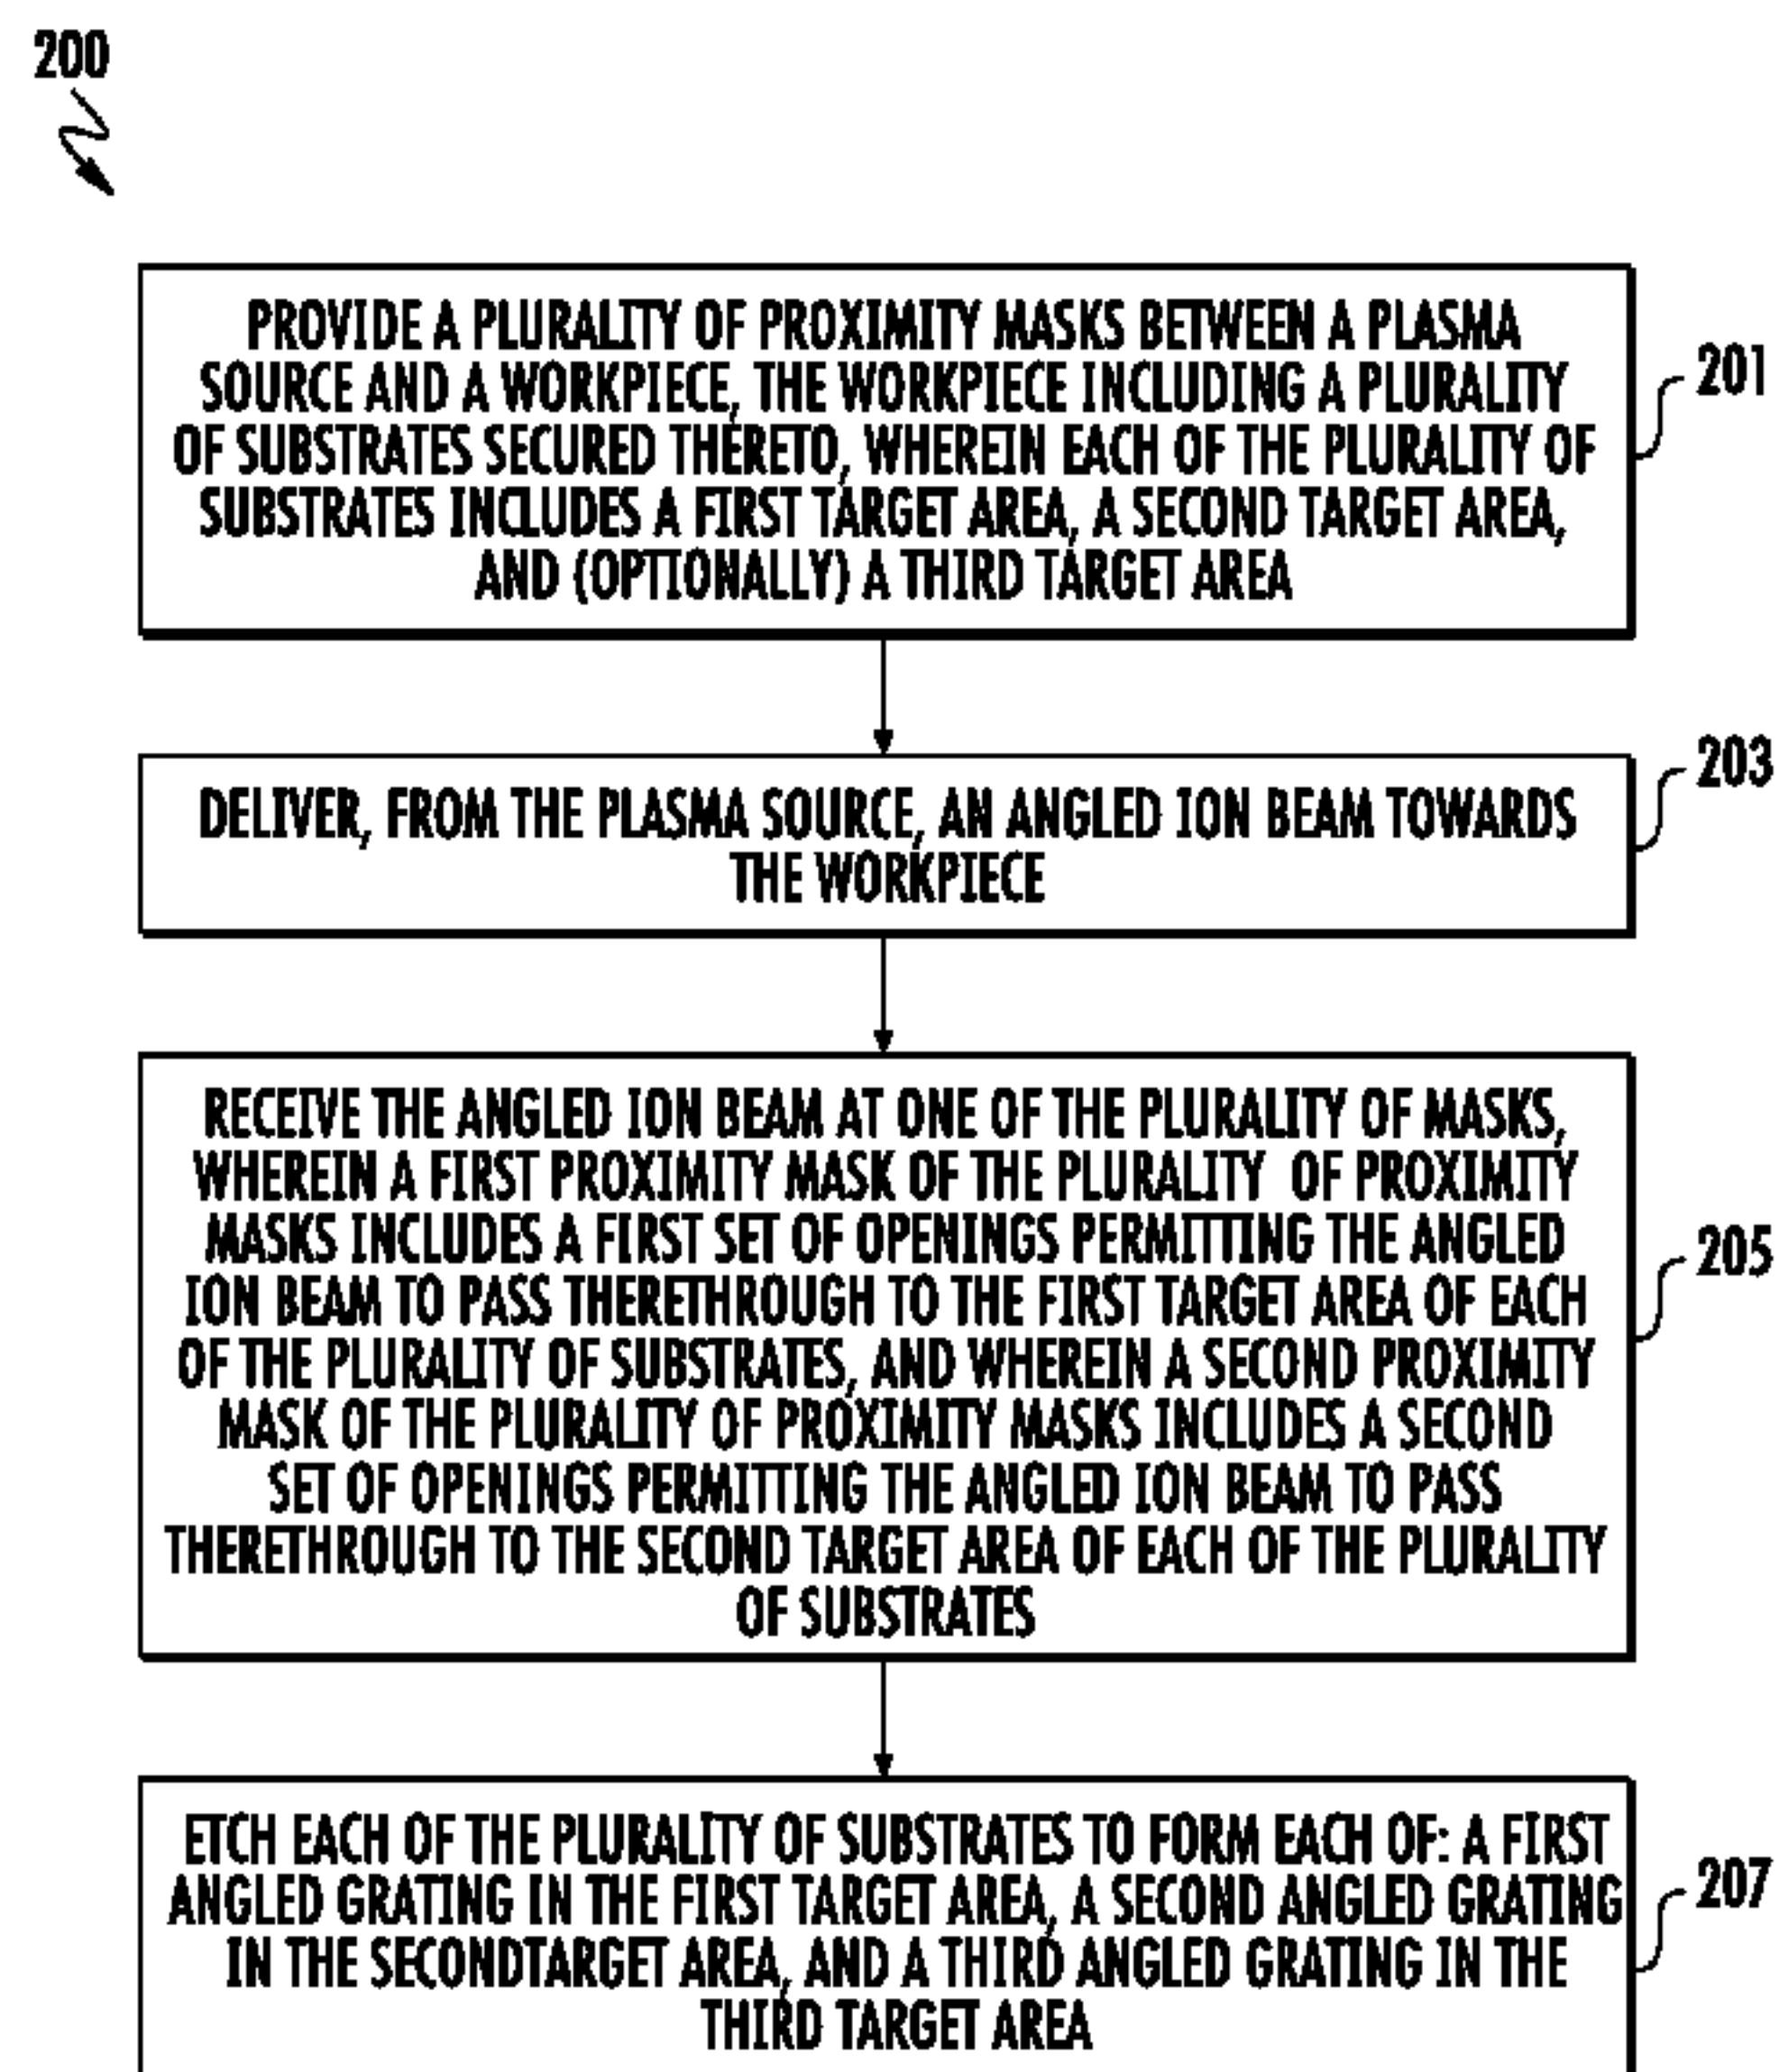 200
PROVIDE A PLURALITY OF PROXIMITY MASKS BETWEEN A PLASMA
SOURCE AND A WORKPIECE, THE WORKPIECE INCLUDING A PLURALITY
OF SUBSTRATES SECURED THERETO, WHEREIN EACH OF THE PLURALITY OF
SUBSTRATES INCLUDES A FIRST TARGET AREA, A SECOND TARGET AREA,
AND (OPTIONALLY) A THIRD TARGET AREA
201
DELIVER, FROM THE PLASMA SOURCE, AN ANGLED ION BEAM TOWARDS
THE WORKPIECE
203
RECEIVE THE ANGLED ION BEAM AT ONE OF THE PLURALITY OF MASKS,
WHEREIN A FIRST PROXIMITY MASK OF THE PLURALITY OF PROXIMITY
MASKS INCLUDES A FIRST SET OF OPENINGS PERMITTING THE ANGLED
ION BEAM TO PASS THERETHROUGH TO THE FIRST TARGET AREA OF EACH
OF THE PLURALITY OF SUBSTRATES, AND WHEREIN A SECOND PROXIMITY
MASK OF THE PLURALITY OF PROXIMITY MASKS INCLUDES A SECOND
SET OF OPENINGS PERMITTING THE ANGLED ION BEAM TO PASS
THERETHROUGH TO THE SECOND TARGET AREA OF EACH OF THE PLURALITY
OF SUBSTRATES
205
ETCH EACH OF THE PLURALITY OF SUBSTRATES TO FORM EACH OF: A FIRST
ANGLED GRATING IN THE FIRST TARGET AREA, A SECOND ANGLED GRATING
IN THE SECONDTARGET AREA, AND A THIRD ANGLED GRATING IN THE
THIRD TARGET AREA
207